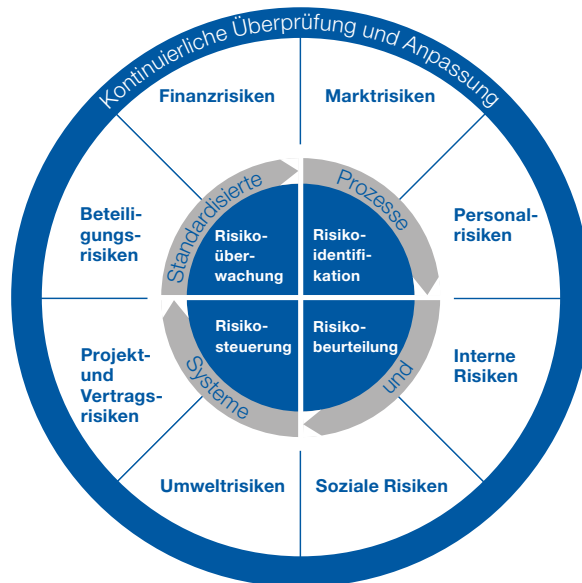 Kontinuierliche Überprüfung und Anpassung
Finanzrisiken
Marktrisiken
Personal-
risiken
Interne
Risiken
Soziale Risiken
Umweltrisiken
Projekt-
und
Vertrags-
risiken
Beteili-
gungs-
risiken
Standardisierte
Prozesse
und
Systeme
Risiko-
über-
wachung
Risiko-
identifi-
kation
Risiko-
steuerung
Risiko-
beurteilung